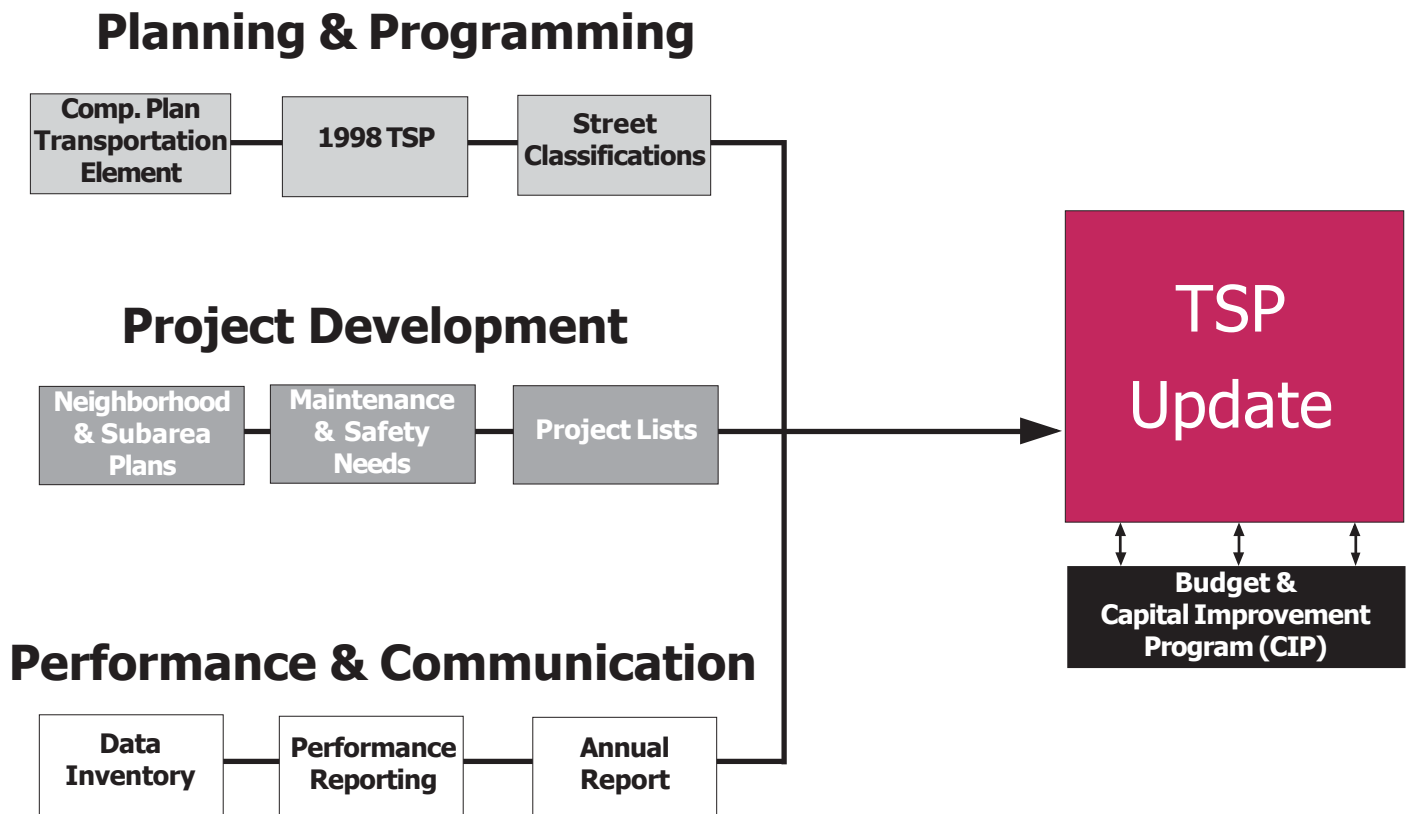 Planning & Programming
Comp. Plan
Transportation
Element
1998 TSP
Street
Classifications
Project Development
Neighborhood
& Subarea
Plans
Maintenance
& Safety
Needs
Project Lists
Performance & Communication
Data
Inventory
Performance
Reporting
Annual
Report
TSP
Update
Budget &
Capital Improvement
Program (CIP)